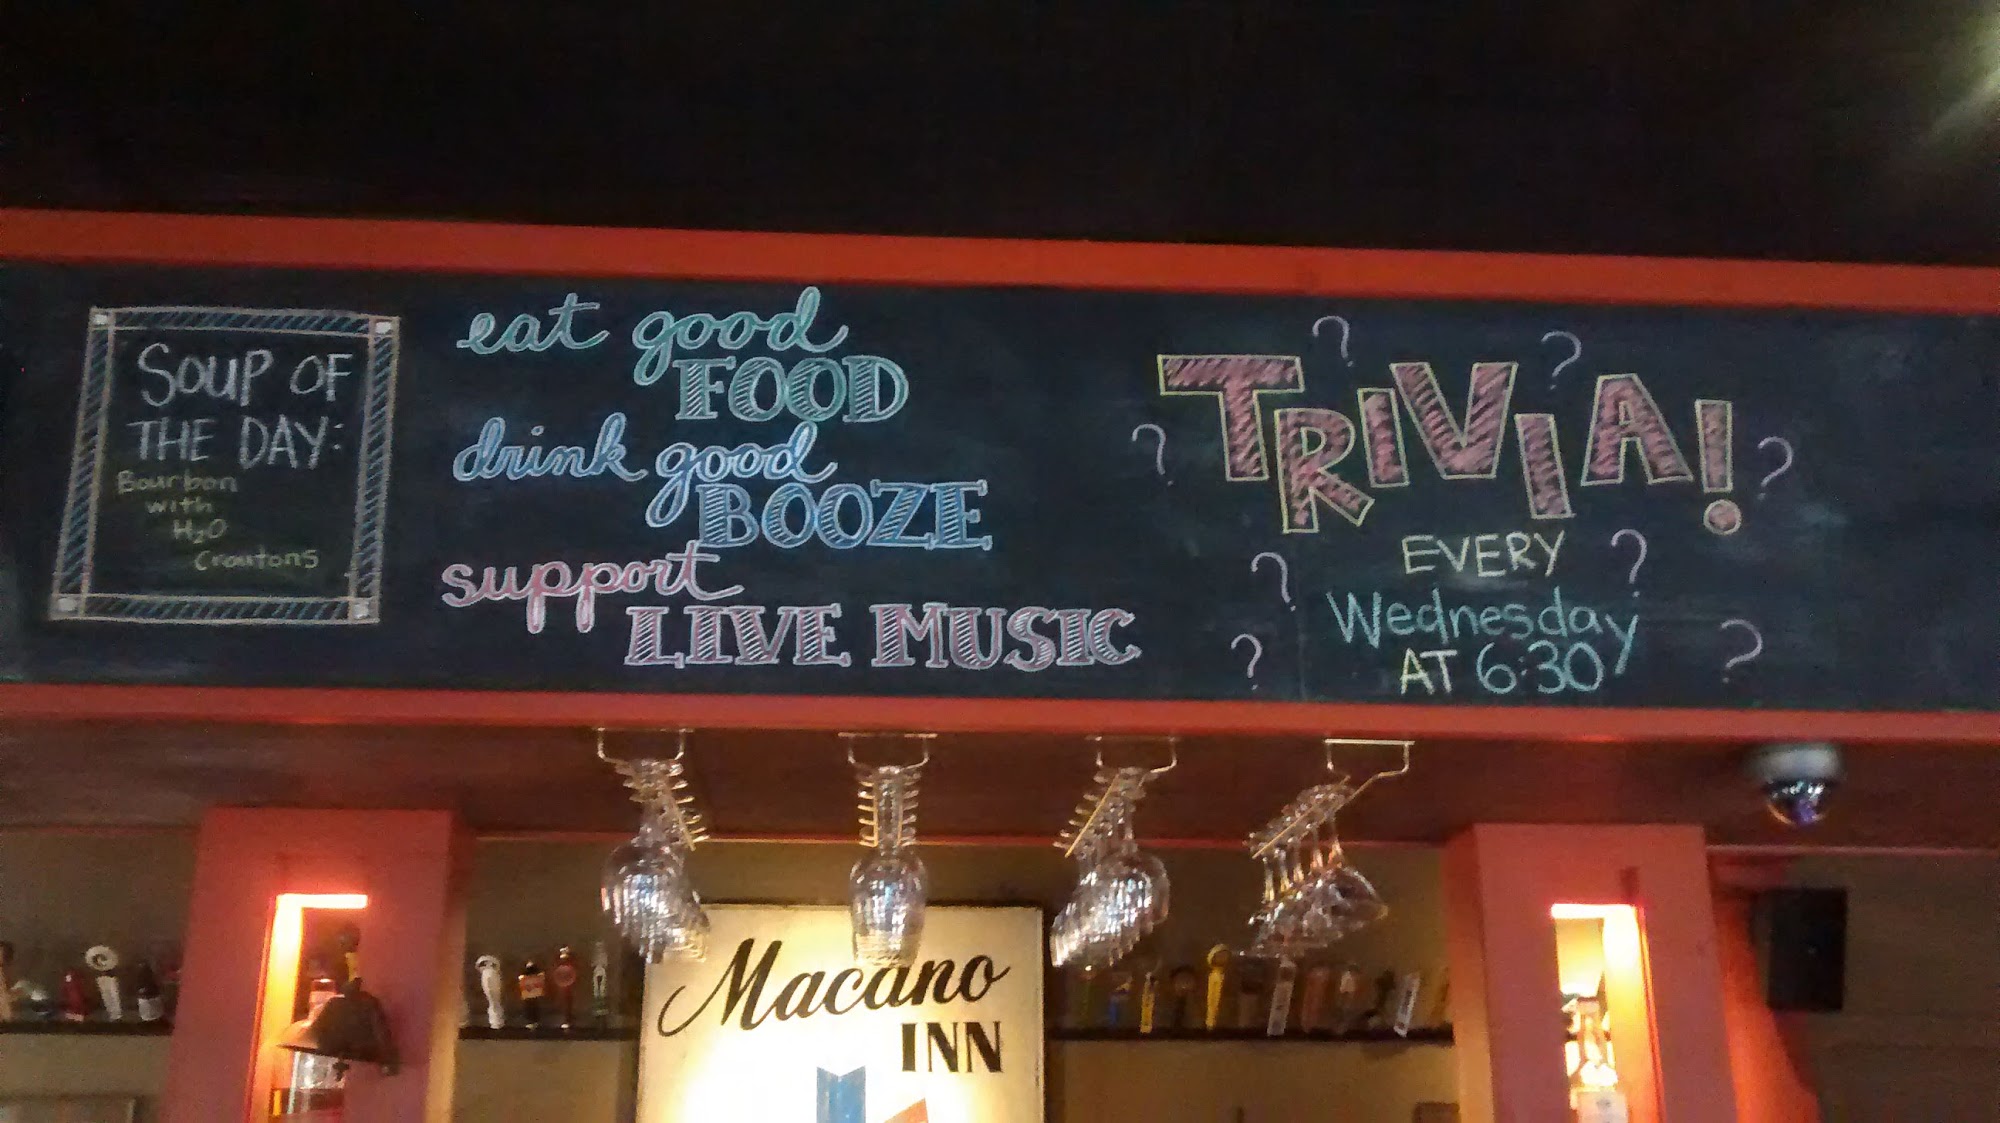 SOUP OF
THE DAY:
Bourbon
with
H₂O
Croutons
eat good
FOOD
drink good
BOOZE
support
LIVE MUSIC
TRIVIA!
EVERY
Wednesday
AT 6:30
Macano
INN